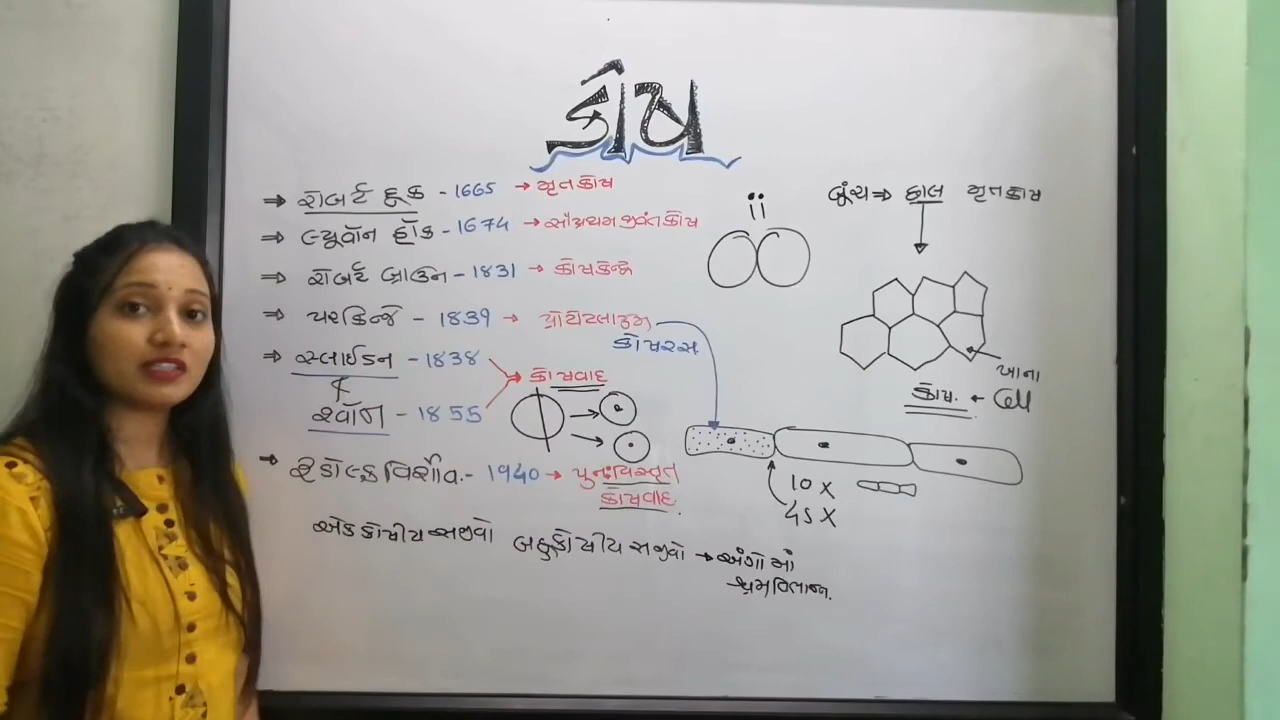 કોષ
⇒ રોબર્ટ હૂક - 1665 → મૃતકોષ
⇒ લ્યુવૉન હૉક - 1674 → સૌપ્રથમ જીવંત કોષ
⇒ રોબર્ટ બ્રાઉન - 1831 → કોષકેન્દ્ર
⇒ પરકિન્જે - 1839 → પ્રોટોપ્લાઝમ
કોષરસ
⇒ સ્લાઈડન - 1838
&
શ્વૉન - 1855
→ કોષવાદ
⇒ રૂડોલ્ફ વિર્શોવ - 1940 → પુનઃવિસ્તૃત
કોષવાદ.
એકકોષીય સજીવો
બહુકોષીય સજીવો → અંગોમાં
→ શ્રમવિભાજન.
બૂચ ⇒ છાલ મૃતકોષ
ખાના
કોષ. ← Cell
10 X
45 X